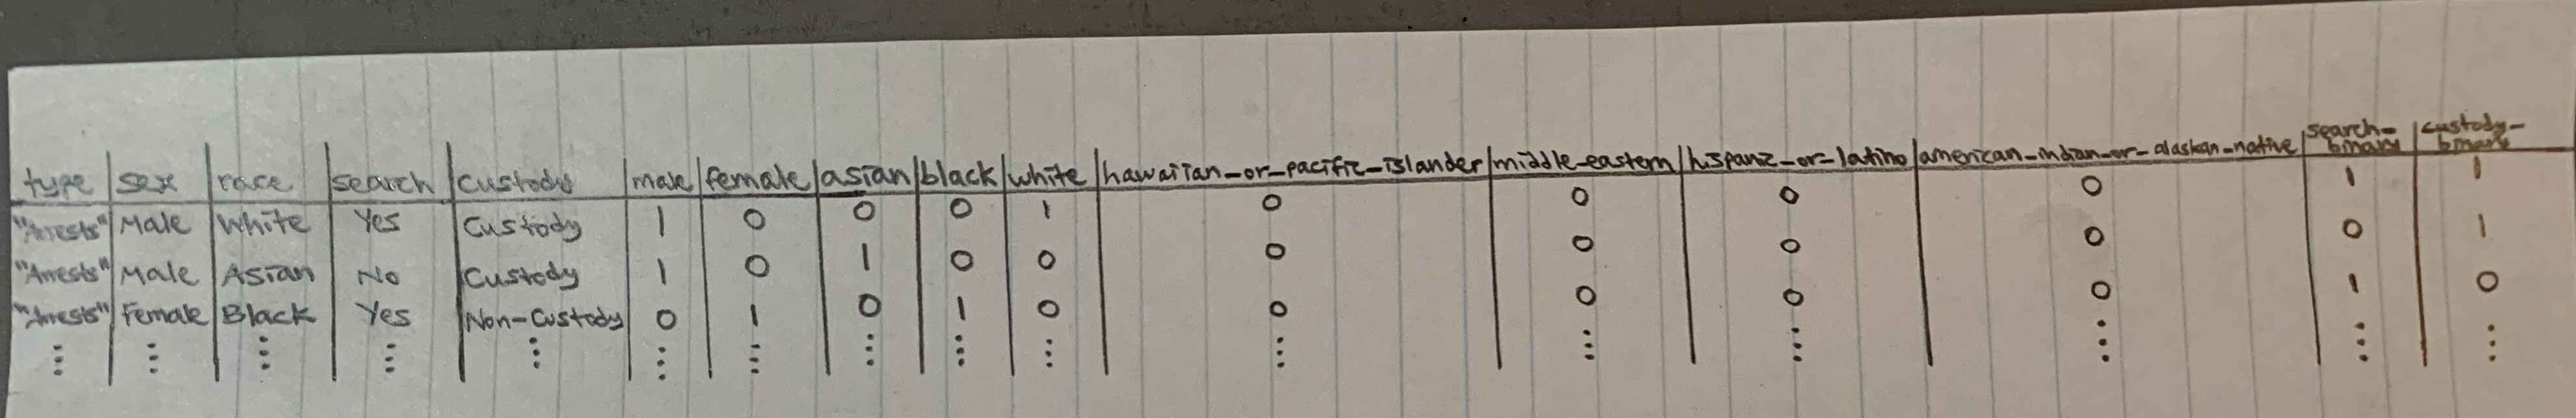 type | sex | race | search | custody | male | female | asian | black | white | hawaiian_or_pacific_islander | middle_eastern | hispanic_or_latino | american_indian_or_alaskan_native | search_binary | custody_binary
"Arrests" | Male | White | Yes | Custody | 1 | 0 | 0 | 0 | 1 | 0 | 0 | 0 | 0 | 1 | 1
"Arrests" | Male | Asian | No | Custody | 1 | 0 | 1 | 0 | 0 | 0 | 0 | 0 | 0 | 0 | 1
"Arrests" | Female | Black | Yes | Non-Custody | 0 | 1 | 0 | 1 | 0 | 0 | 0 | 0 | 0 | 1 | 0
⋮ | ⋮ | ⋮ | ⋮ | ⋮ | ⋮ | ⋮ | ⋮ | ⋮ | ⋮ | ⋮ | ⋮ | ⋮ | ⋮ | ⋮ | ⋮